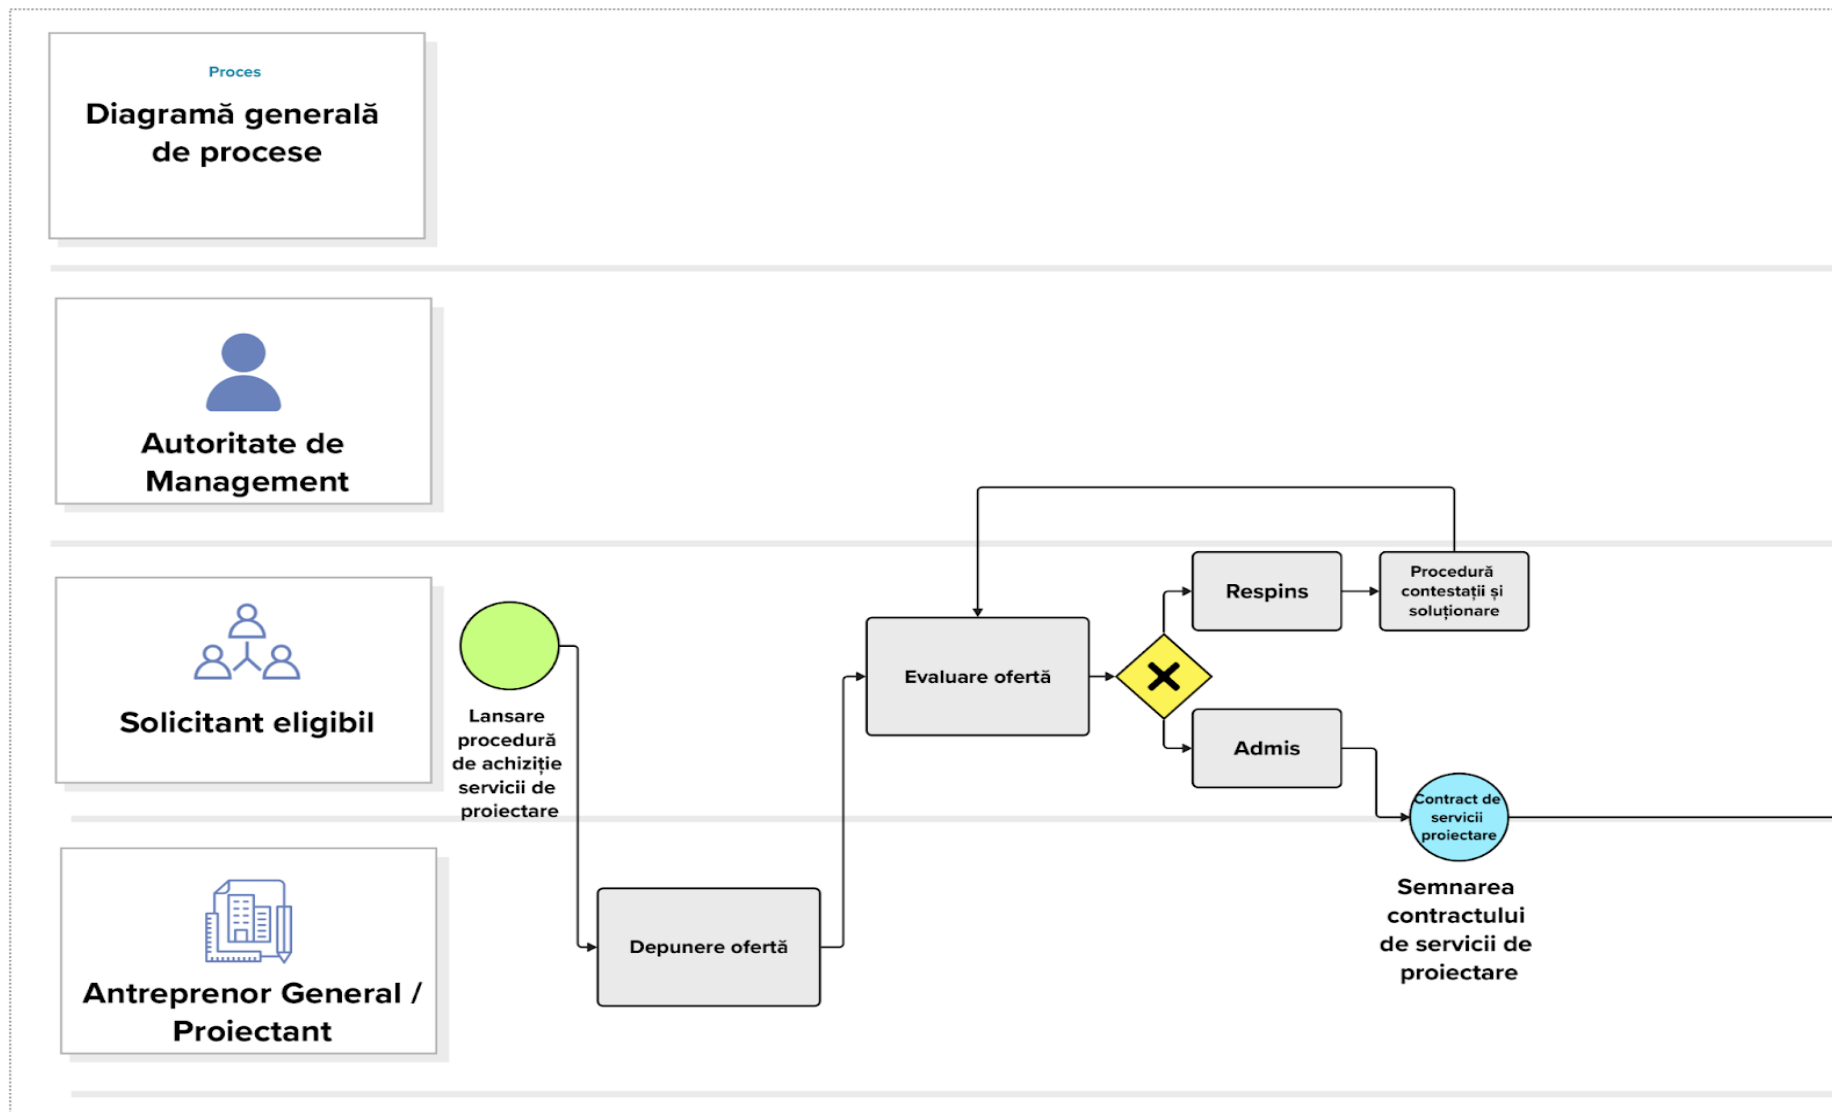 Proces
Diagramă generală
de procese
Autoritate de
Management
Solicitant eligibil
Lansare
procedură
de achiziție
servicii de
proiectare
Evaluare ofertă
Respins
Procedură
contestații și
soluționare
Admis
Contract de
servicii
proiectare
Semnarea
contractului
de servicii de
proiectare
Antreprenor General /
Proiectant
Depunere ofertă